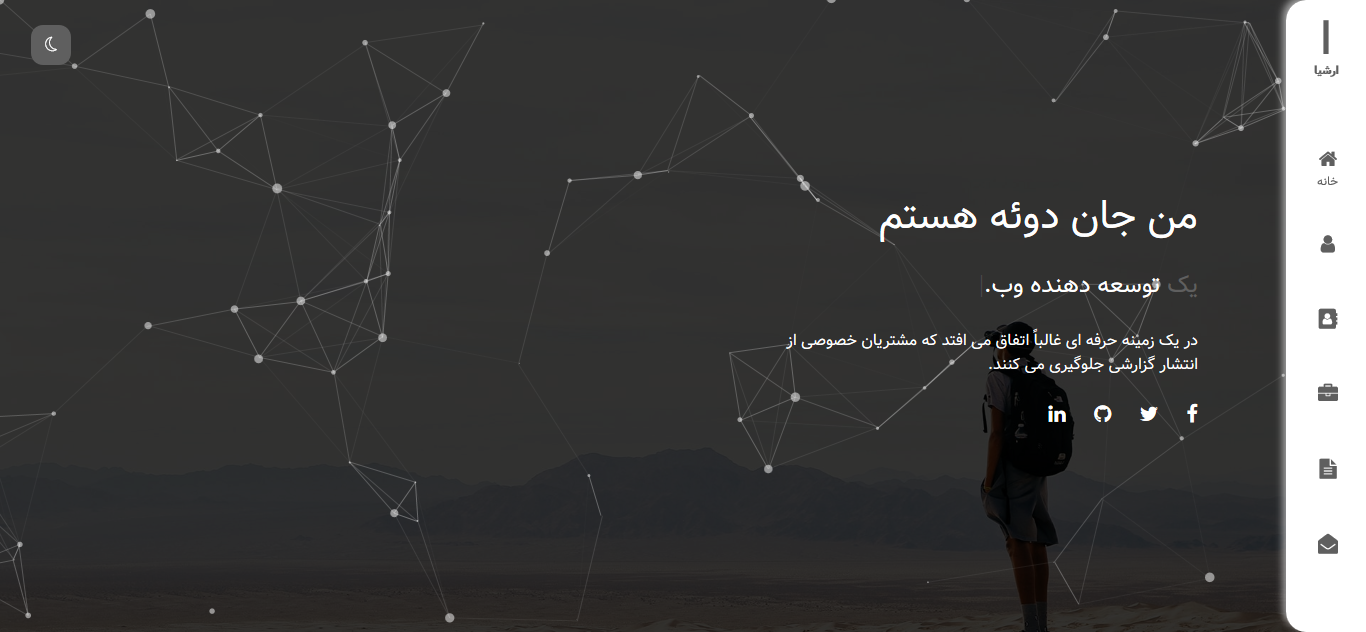 ا
ارشیا
خانه
من جان دوئه هستم
یک توسعه دهنده وب.
در یک زمینه حرفه ای غالباً اتفاق می افتد که مشتریان خصوصی از
انتشار گزارشی جلوگیری می کنند.